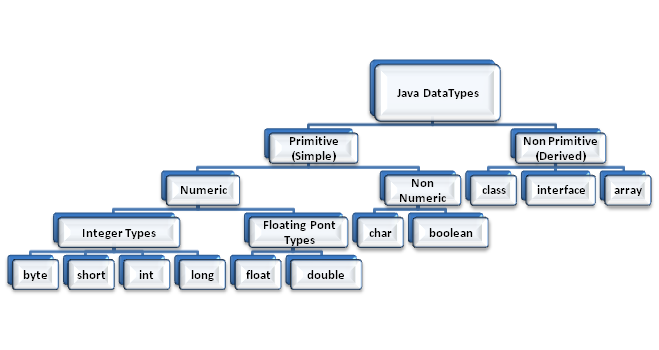 Java DataTypes
Primitive
(Simple)
Non Primitive
(Derived)
Numeric
Non
Numeric
class
interface
array
Integer Types
Floating Pont
Types
char
boolean
byte
short
int
long
float
double